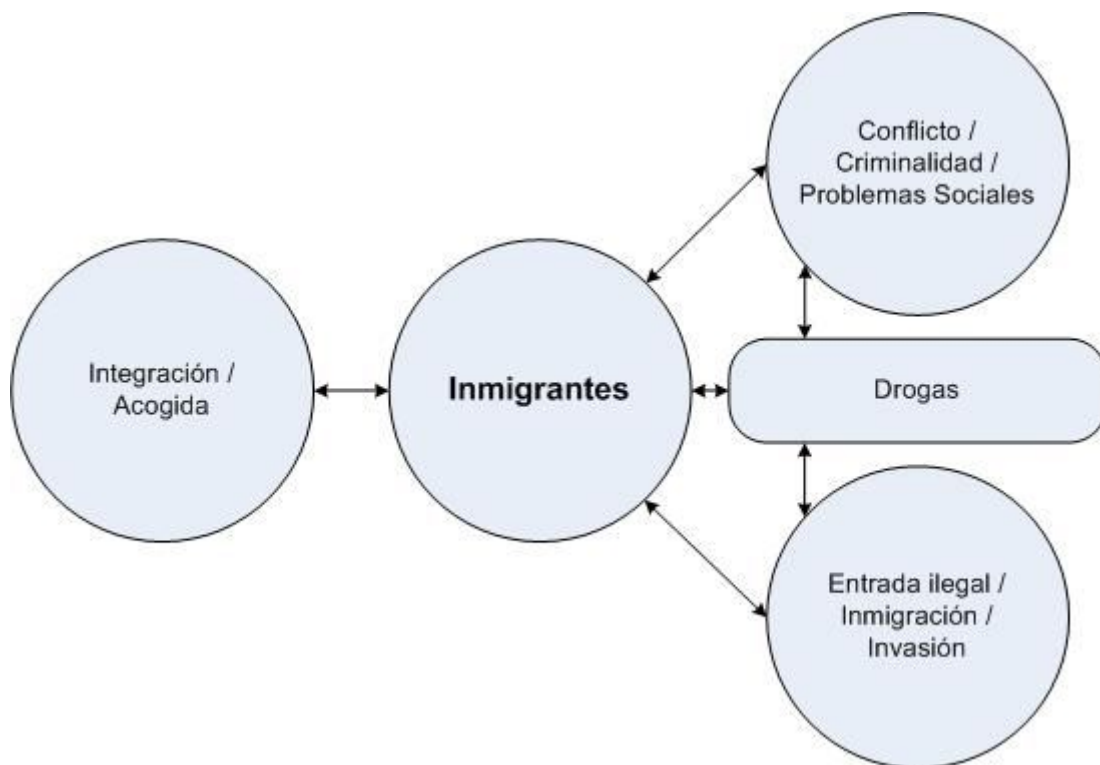 Conflicto /
Criminalidad /
Problemas Sociales
Integración /
Acogida
Inmigrantes
Drogas
Entrada ilegal /
Inmigración /
Invasión